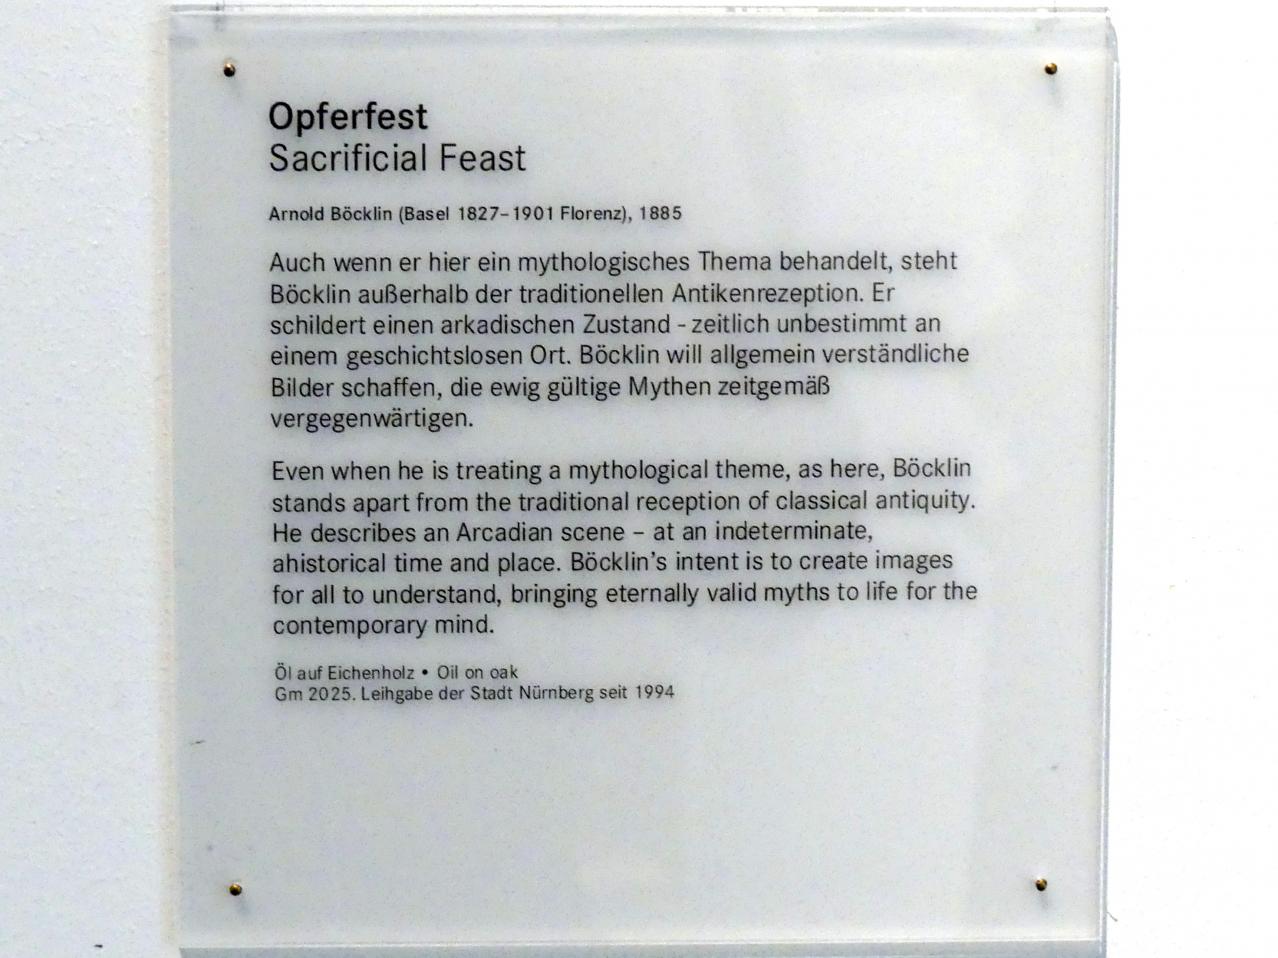 Opferfest
Sacrificial Feast
Arnold Böcklin (Basel 1827–1901 Florenz), 1885
Auch wenn er hier ein mythologisches Thema behandelt, steht
Böcklin außerhalb der traditionellen Antikenrezeption. Er
schildert einen arkadischen Zustand - zeitlich unbestimmt an
einem geschichtslosen Ort. Böcklin will allgemein verständliche
Bilder schaffen, die ewig gültige Mythen zeitgemäß
vergegenwärtigen.
Even when he is treating a mythological theme, as here, Böcklin
stands apart from the traditional reception of classical antiquity.
He describes an Arcadian scene – at an indeterminate,
ahistorical time and place. Böcklin's intent is to create images
for all to understand, bringing eternally valid myths to life for the
contemporary mind.
Öl auf Eichenholz • Oil on oak
Gm 2025. Leihgabe der Stadt Nürnberg seit 1994